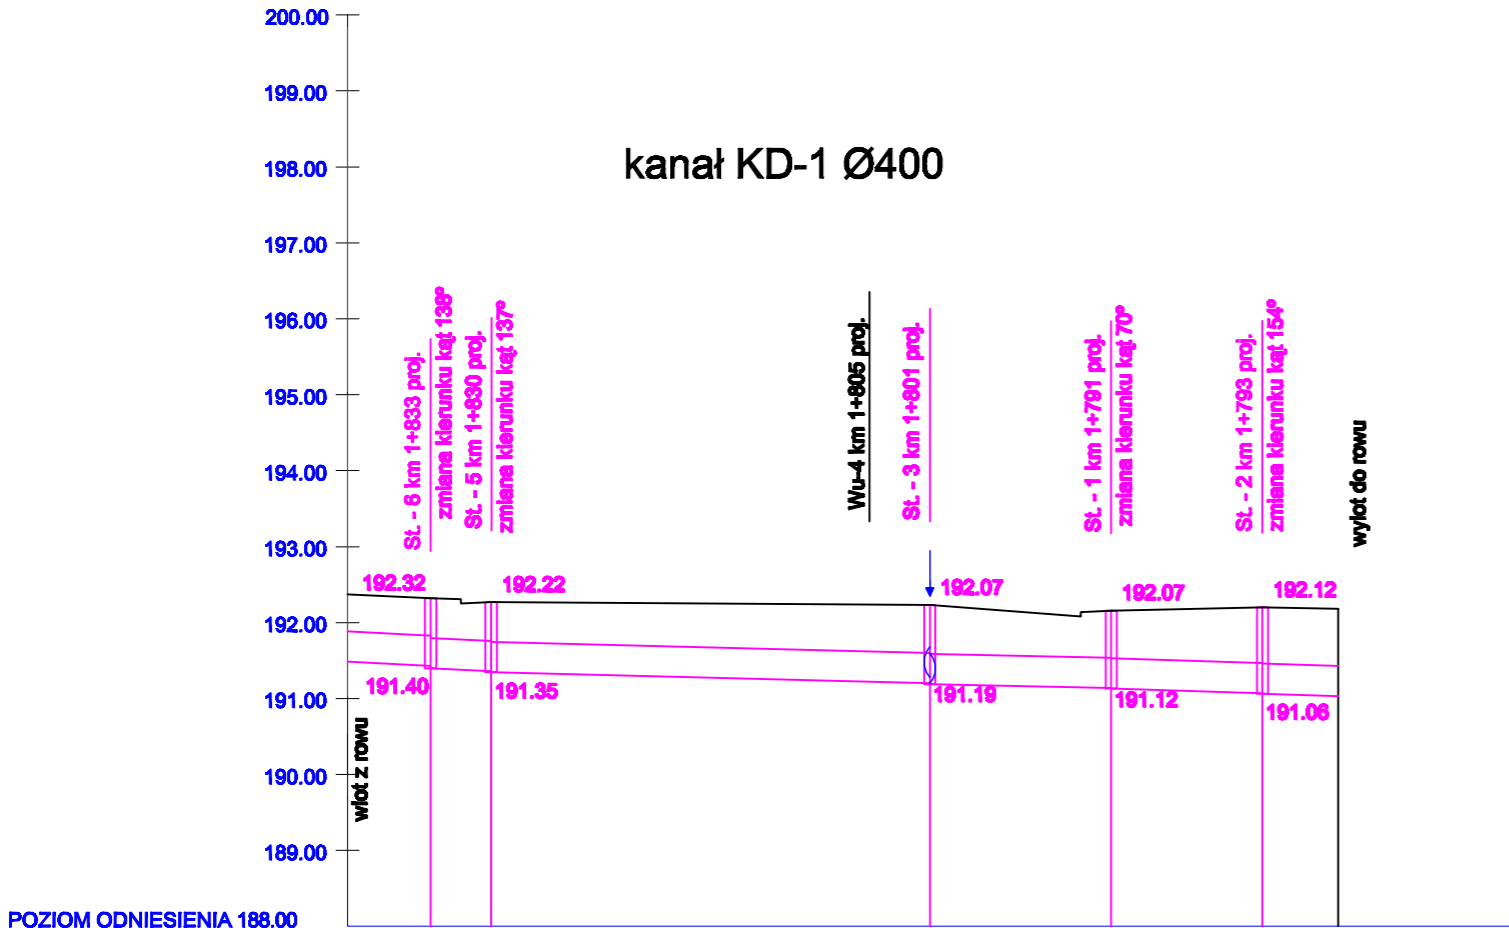 200.00
199.00
198.00
197.00
196.00
195.00
194.00
193.00
192.00
191.00
190.00
189.00
POZIOM ODNIESIENIA 188.00
kanał KD-1 Ø400
St. - 6 km 1+833 proj.
zmiana kierunku kąt 138º
St. - 5 km 1+830 proj.
zmiana kierunku kąt 137º
Wu-4 km 1+805 proj.
St. - 3 km 1+801 proj.
St. - 1 km 1+791 proj.
zmiana kierunku kąt 70º
St. - 2 km 1+793 proj.
zmiana kierunku kąt 154º
wylot do rowu
192.32
192.22
192.07
192.07
192.12
191.40
191.35
191.19
191.12
191.06
wlot z rowu